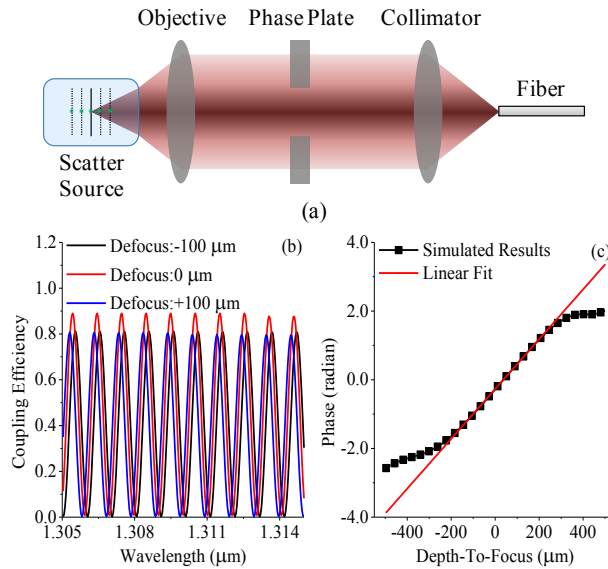 Objective Phase Plate Collimator
Fiber
Scatter
Source
(a)
(b)
Defocus:-100 μm
Defocus:0 μm
Defocus:+100 μm
Coupling Efficiency
1.2
1.0
0.8
0.6
0.4
0.2
0.0
1.305 1.308 1.311 1.314
Wavelength (μm)
(c)
Simulated Results
Linear Fit
Phase (radian)
4.0
2.0
0.0
-2.0
-4.0
-400 -200 0 200 400
Depth-To-Focus (μm)